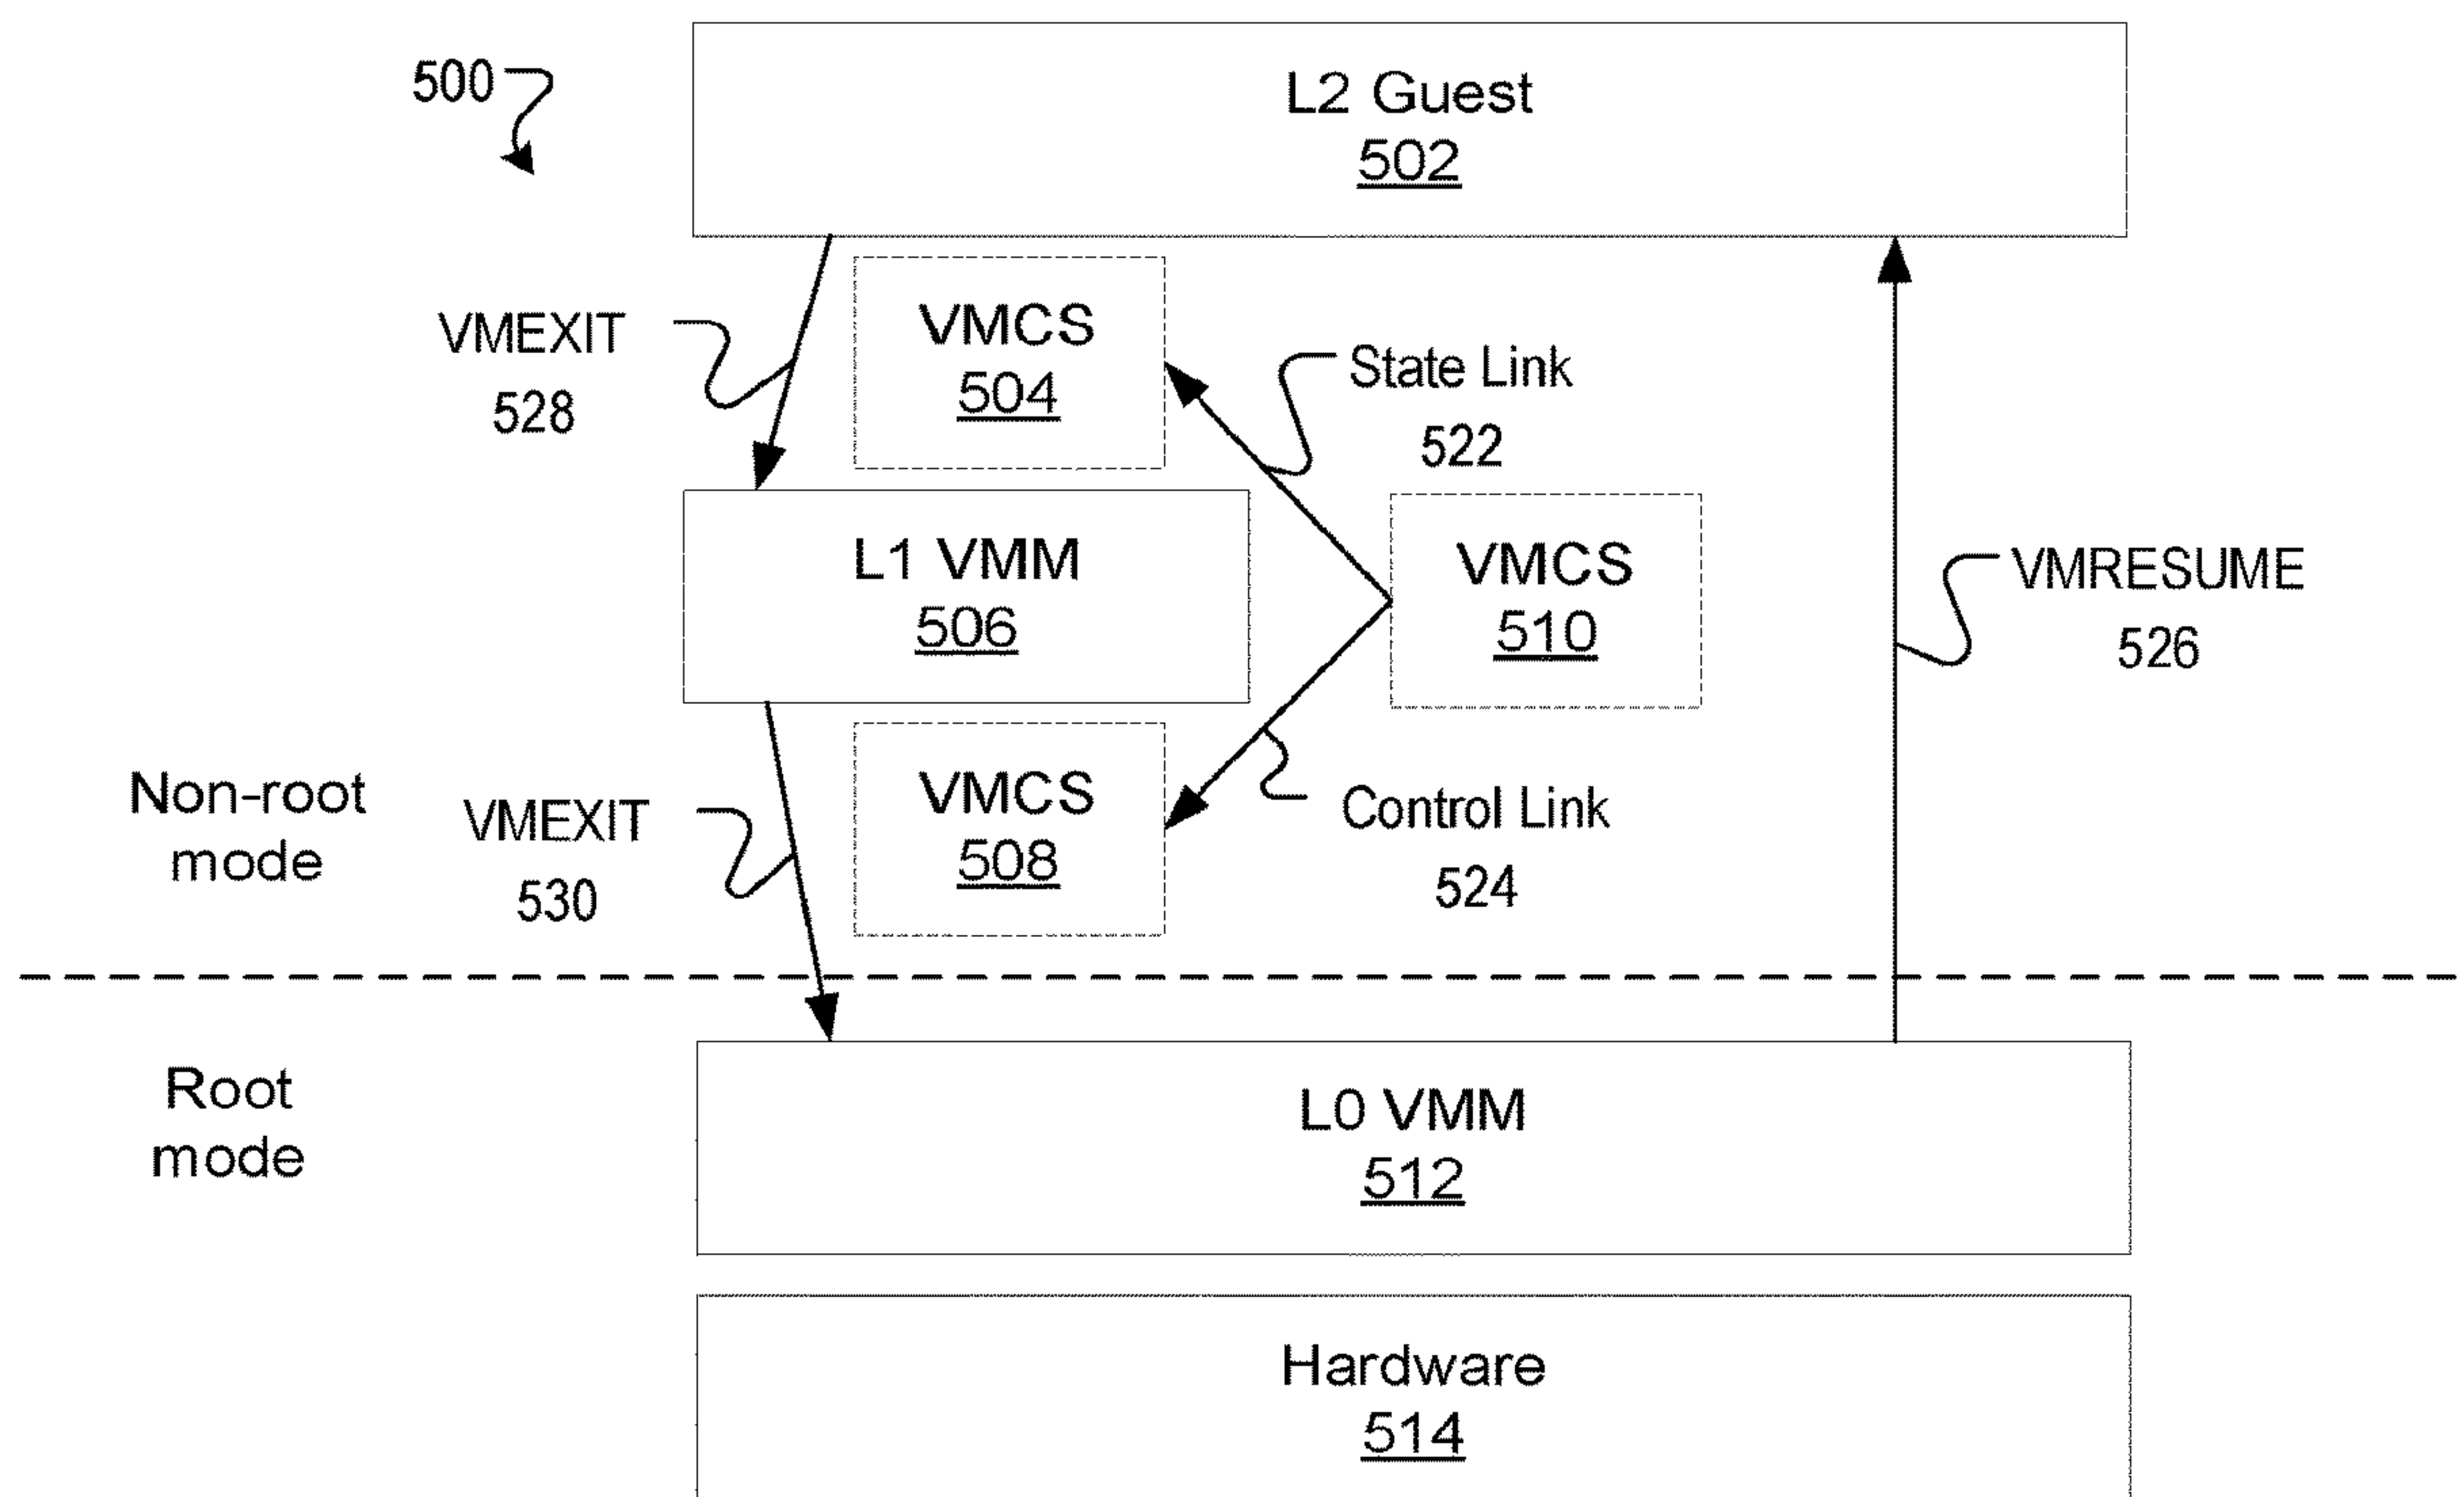 500
L2 Guest
502
VMEXIT
528
VMCS
504
State Link
522
L1 VMM
506
VMCS
510
VMRESUME
526
Non-root
mode
VMEXIT
530
VMCS
508
Control Link
524
Root
mode
L0 VMM
512
Hardware
514